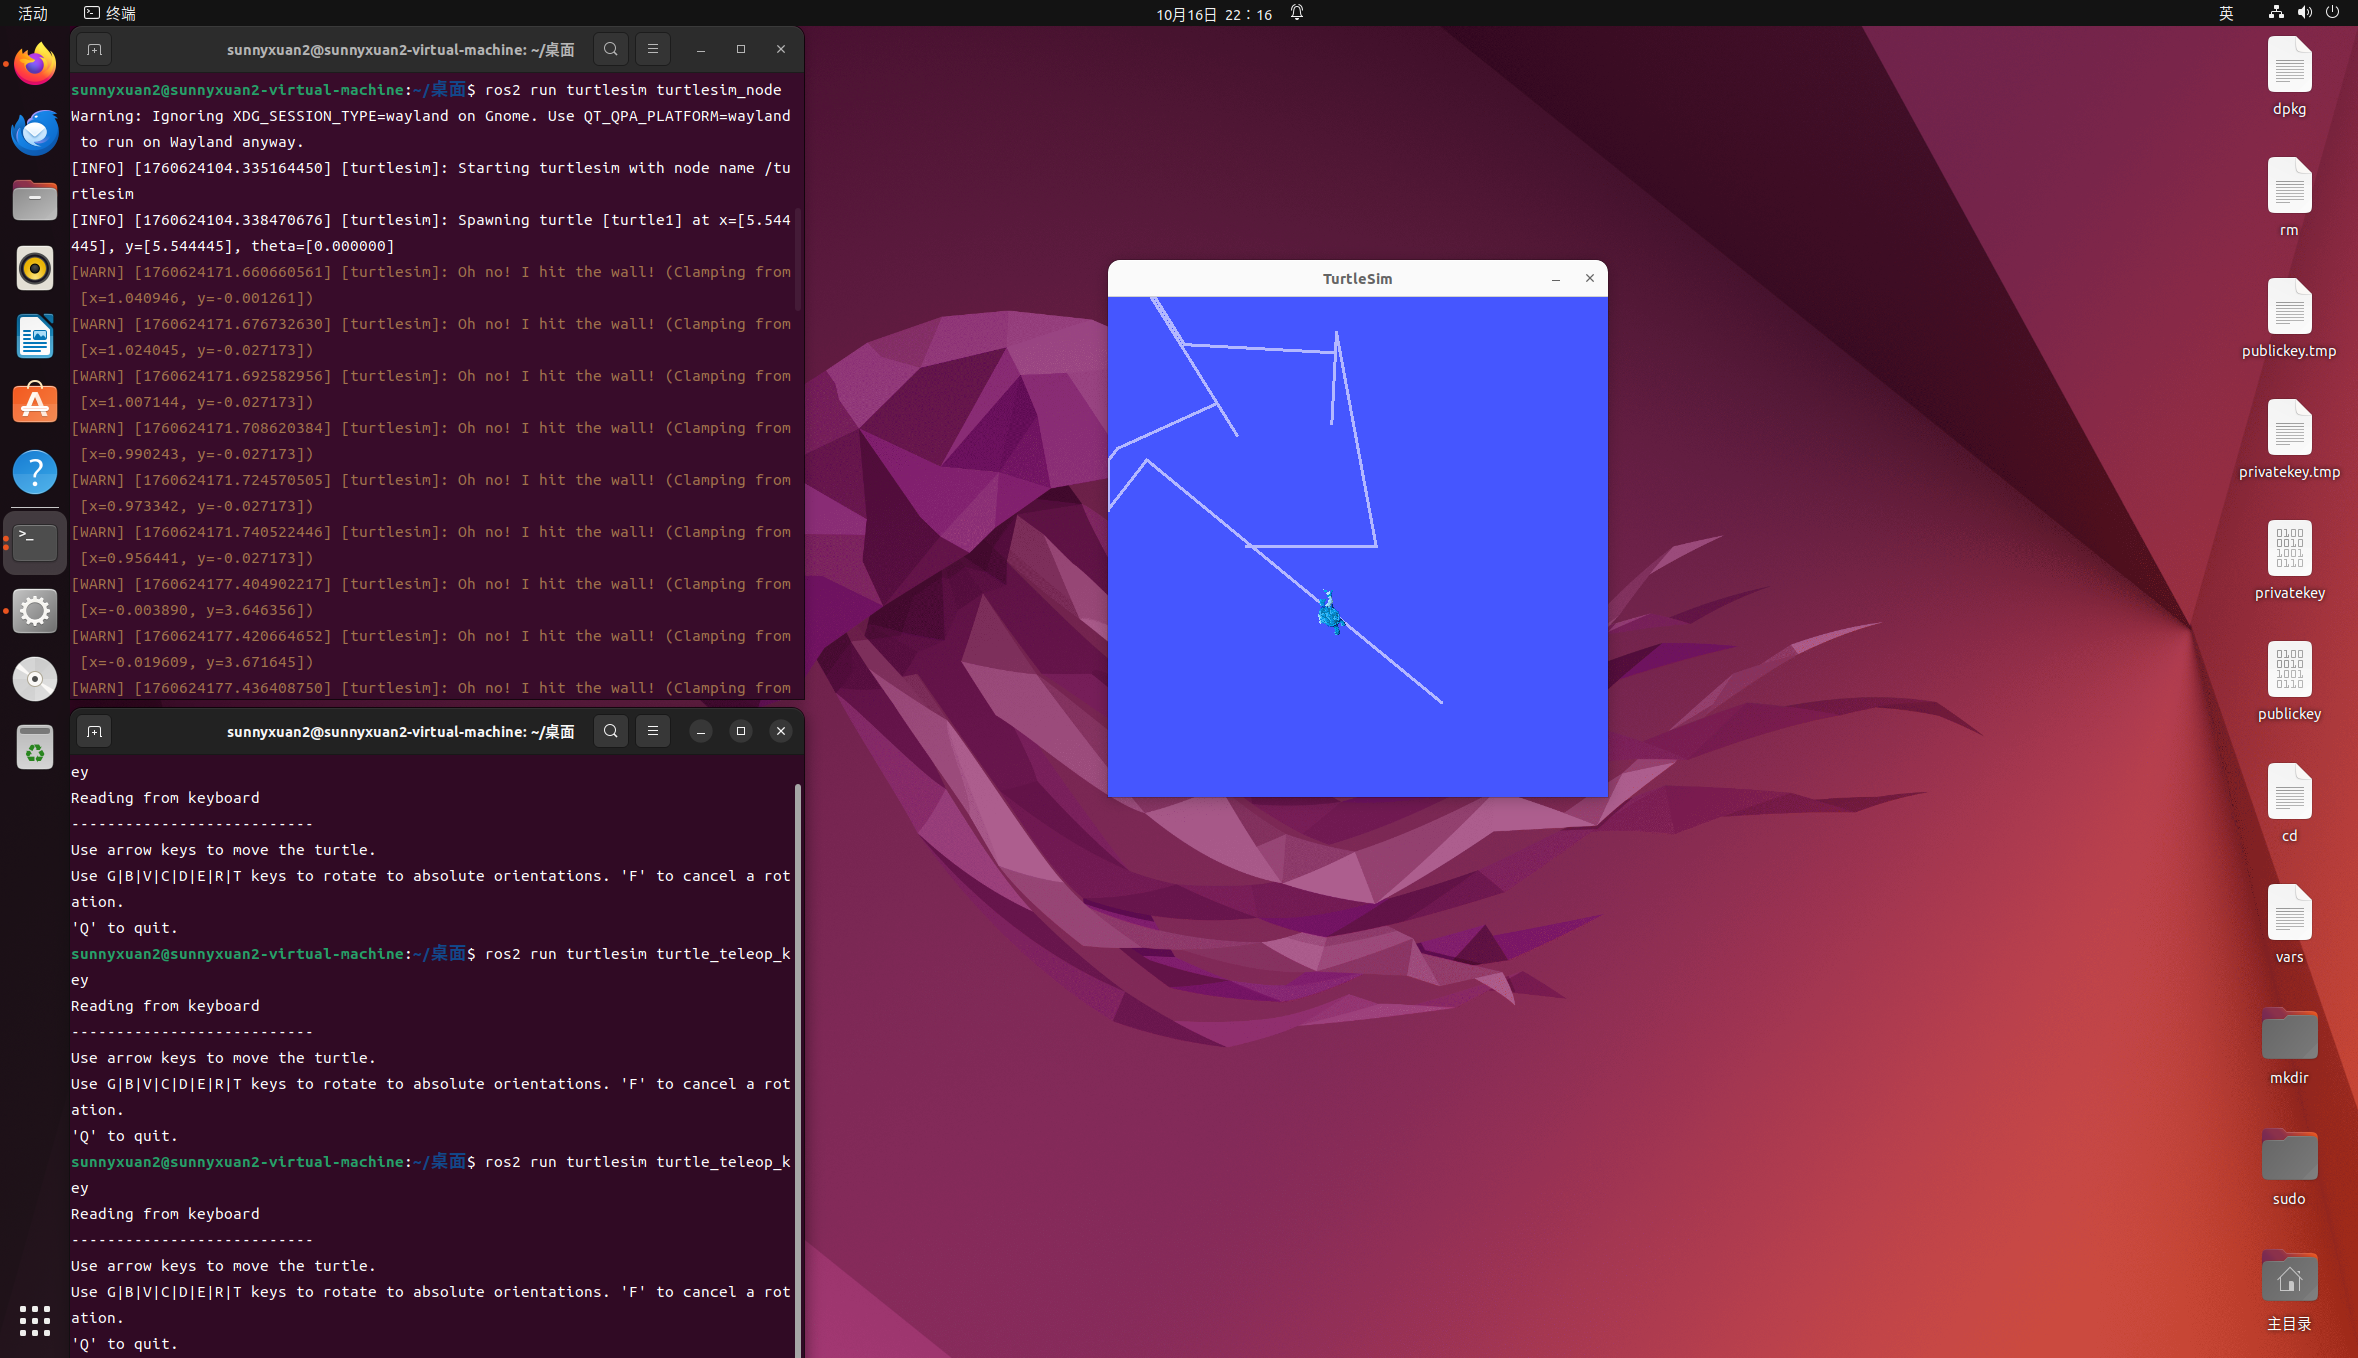 活动
终端
10月16日 22：16
英
sunnyxuan2@sunnyxuan2-virtual-machine: ~/桌面
sunnyxuan2@sunnyxuan2-virtual-machine:~/桌面$ ros2 run turtlesim turtlesim_node
Warning: Ignoring XDG_SESSION_TYPE=wayland on Gnome. Use QT_QPA_PLATFORM=wayland
to run on Wayland anyway.
[INFO] [1760624104.335164450] [turtlesim]: Starting turtlesim with node name /tu
rtlesim
[INFO] [1760624104.338470676] [turtlesim]: Spawning turtle [turtle1] at x=[5.544
445], y=[5.544445], theta=[0.000000]
[WARN] [1760624171.660660561] [turtlesim]: Oh no! I hit the wall! (Clamping from
[x=1.040946, y=-0.001261])
[WARN] [1760624171.676732630] [turtlesim]: Oh no! I hit the wall! (Clamping from
[x=1.024045, y=-0.027173])
[WARN] [1760624171.692582956] [turtlesim]: Oh no! I hit the wall! (Clamping from
[x=1.007144, y=-0.027173])
[WARN] [1760624171.708620384] [turtlesim]: Oh no! I hit the wall! (Clamping from
[x=0.990243, y=-0.027173])
[WARN] [1760624171.724570505] [turtlesim]: Oh no! I hit the wall! (Clamping from
[x=0.973342, y=-0.027173])
[WARN] [1760624171.740522446] [turtlesim]: Oh no! I hit the wall! (Clamping from
[x=0.956441, y=-0.027173])
[WARN] [1760624177.404902217] [turtlesim]: Oh no! I hit the wall! (Clamping from
[x=-0.003890, y=3.646356])
[WARN] [1760624177.420664652] [turtlesim]: Oh no! I hit the wall! (Clamping from
[x=-0.019609, y=3.671645])
[WARN] [1760624177.436408750] [turtlesim]: Oh no! I hit the wall! (Clamping from
sunnyxuan2@sunnyxuan2-virtual-machine: ~/桌面
ey
Reading from keyboard
---------------------------
Use arrow keys to move the turtle.
Use G|B|V|C|D|E|R|T keys to rotate to absolute orientations. 'F' to cancel a rot
ation.
'Q' to quit.
sunnyxuan2@sunnyxuan2-virtual-machine:~/桌面$ ros2 run turtlesim turtle_teleop_k
ey
Reading from keyboard
---------------------------
Use arrow keys to move the turtle.
Use G|B|V|C|D|E|R|T keys to rotate to absolute orientations. 'F' to cancel a rot
ation.
'Q' to quit.
sunnyxuan2@sunnyxuan2-virtual-machine:~/桌面$ ros2 run turtlesim turtle_teleop_k
ey
Reading from keyboard
---------------------------
Use arrow keys to move the turtle.
Use G|B|V|C|D|E|R|T keys to rotate to absolute orientations. 'F' to cancel a rot
ation.
'Q' to quit.
TurtleSim
dpkg
rm
publickey.tmp
privatekey.tmp
privatekey
publickey
cd
vars
mkdir
sudo
主目录